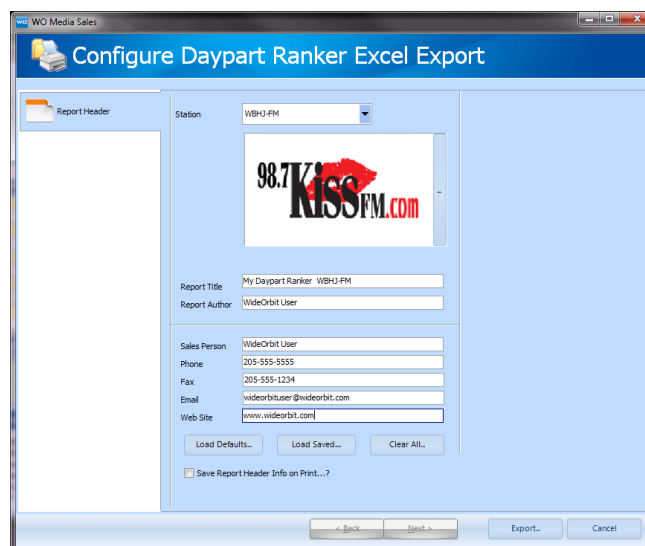 WO WO Media Sales
Configure Daypart Ranker Excel Export
Report Header
Station WBHJ-FM
98.7 KISSFM.com
Report Title My Daypart Ranker WBHJ-FM
Report Author WideOrbit User
Sales Person WideOrbit User
Phone 205-555-5555
Fax 205-555-1234
Email wideorbituser@wideorbit.com
Web Site www.wideorbit.com
Load Defaults... Load Saved... Clear All...
Save Report Header Info on Print...?
< Back Next > Export... Cancel